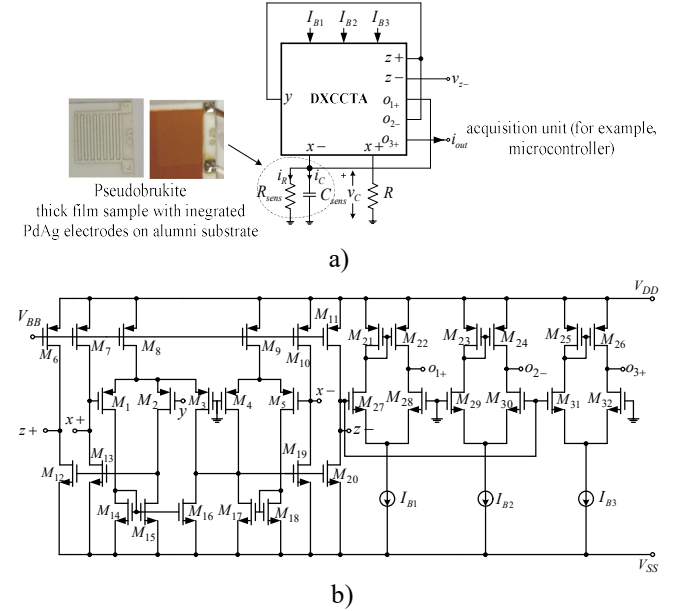 a)
I_B1 I_B2 I_B3
z+
z− v_z−
y DXCCTA o_1+
o_2−
o_3+ i_out
x− x+
acquisition unit (for example,
microcontroller)
i_R i_C +
R_sens C_sens v_C R
−
Pseudobrukite
thick film sample with inegrated
PdAg electrodes on alumni substrate
a)
V_DD
V_BB
M_6 M_7 M_8 M_9 M_10 M_11 M_21 M_22 M_23 M_24 M_25 M_26
o_1+ o_2− o_3+
M_1 M_2 M_3 M_4 M_5 x− M_27 M_28 M_29 M_30 M_31 M_32
z+ x+ y z−
M_12 M_13 M_19 M_20
M_14 M_15 M_16 M_17 M_18
I_B1 I_B2 I_B3
V_SS
b)